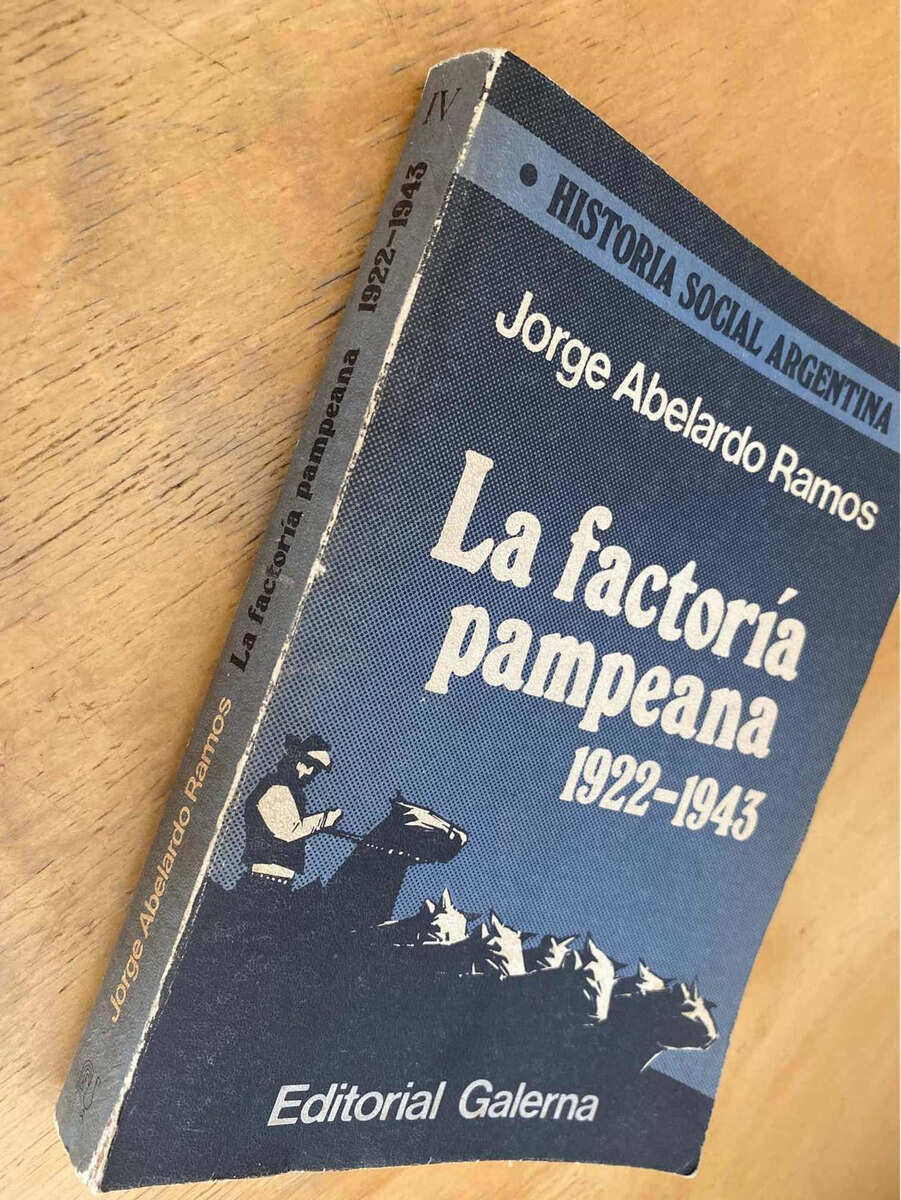 IV
Jorge Abelardo Ramos La factoría pampeana 1922-1943
• HISTORIA SOCIAL ARGENTINA
Jorge Abelardo Ramos
La factoría
pampeana
1922-1943
Editorial Galerna